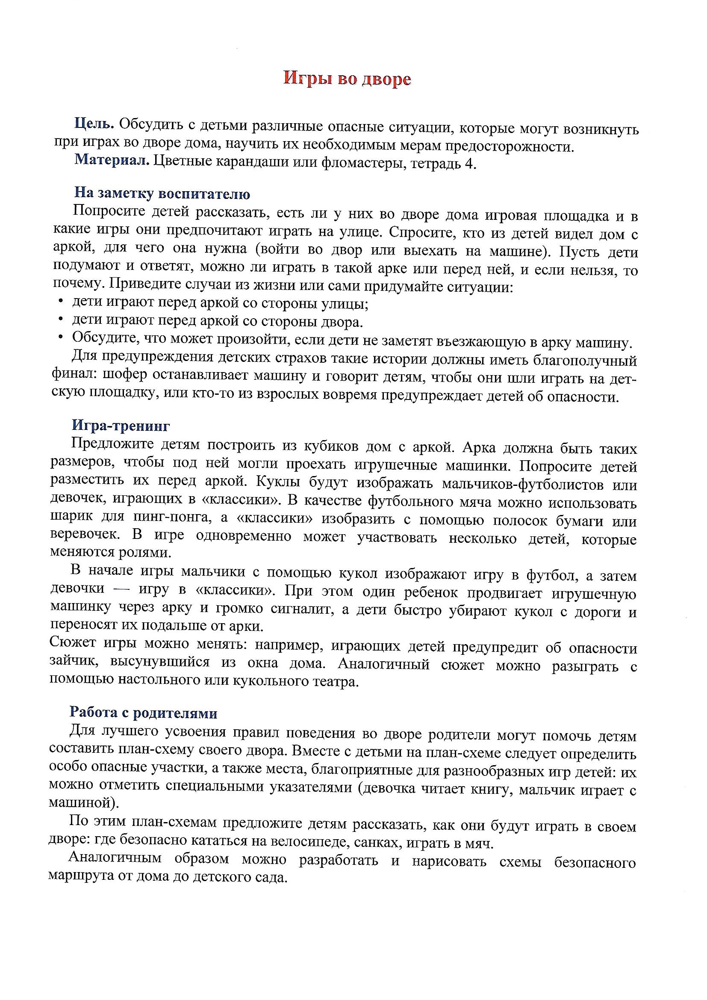 Игры во дворе
Цель. Обсудить с детьми различные опасные ситуации, которые могут возникнуть
при играх во дворе дома, научить их необходимым мерам предосторожности.
Материал. Цветные карандаши или фломастеры, тетрадь 4.
На заметку воспитателю
Попросите детей рассказать, есть ли у них во дворе дома игровая площадка и в
какие игры они предпочитают играть на улице. Спросите, кто из детей видел дом с
аркой, для чего она нужна (войти во двор или выехать на машине). Пусть дети
подумают и ответят, можно ли играть в такой арке или перед ней, и если нельзя, то
почему. Приведите случаи из жизни или сами придумайте ситуации:
• дети играют перед аркой со стороны улицы;
• дети играют перед аркой со стороны двора.
• Обсудите, что может произойти, если дети не заметят въезжающую в арку машину.
Для предупреждения детских страхов такие истории должны иметь благополучный
финал: шофер останавливает машину и говорит детям, чтобы они шли играть на дет-
скую площадку, или кто-то из взрослых вовремя предупреждает детей об опасности.
Игра-тренинг
Предложите детям построить из кубиков дом с аркой. Арка должна быть таких
размеров, чтобы под ней могли проехать игрушечные машинки. Попросите детей
разместить их перед аркой. Куклы будут изображать мальчиков-футболистов или
девочек, играющих в «классики». В качестве футбольного мяча можно использовать
шарик для пинг-понга, а «классики» изобразить с помощью полосок бумаги или
веревочек. В игре одновременно может участвовать несколько детей, которые
меняются ролями.
В начале игры мальчики с помощью кукол изображают игру в футбол, а затем
девочки — игру в «классики». При этом один ребенок продвигает игрушечную
машинку через арку и громко сигналит, а дети быстро убирают кукол с дороги и
переносят их подальше от арки.
Сюжет игры можно менять: например, играющих детей предупредит об опасности
зайчик, высунувшийся из окна дома. Аналогичный сюжет можно разыграть с
помощью настольного или кукольного театра.
Работа с родителями
Для лучшего усвоения правил поведения во дворе родители могут помочь детям
составить план-схему своего двора. Вместе с детьми на план-схеме следует определить
особо опасные участки, а также места, благоприятные для разнообразных игр детей: их
можно отметить специальными указателями (девочка читает книгу, мальчик играет с
машиной).
По этим план-схемам предложите детям рассказать, как они будут играть в своем
дворе: где безопасно кататься на велосипеде, санках, играть в мяч.
Аналогичным образом можно разработать и нарисовать схемы безопасного
маршрута от дома до детского сада.